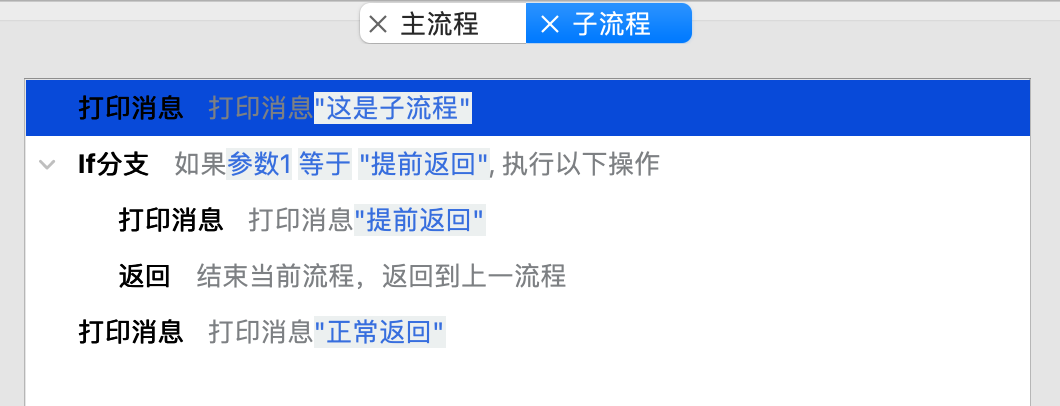 主流程 子流程
打印消息 打印消息"这是子流程"
If分支 如果参数1 等于 "提前返回", 执行以下操作
打印消息 打印消息"提前返回"
返回 结束当前流程，返回到上一流程
打印消息 打印消息"正常返回"